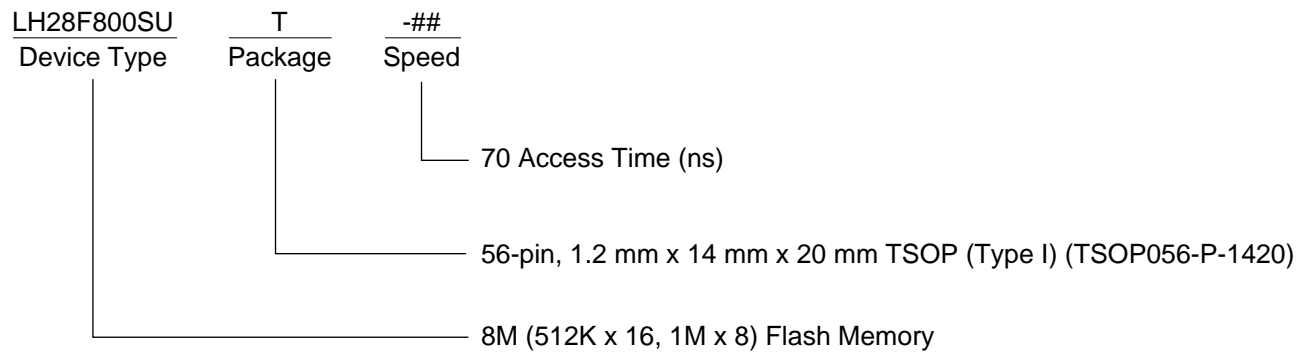 LH28F800SU T -##
Device Type Package Speed
70 Access Time (ns)
56-pin, 1.2 mm x 14 mm x 20 mm TSOP (Type I) (TSOP056-P-1420)
8M (512K x 16, 1M x 8) Flash Memory